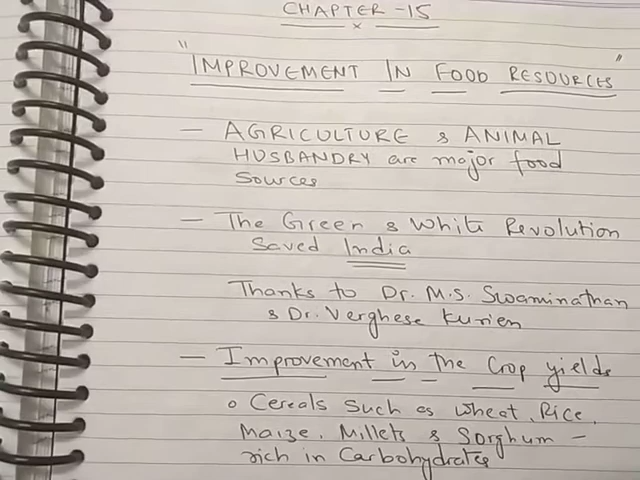 CHAPTER -15
x
"IMPROVEMENT IN FOOD RESOURCES"
- AGRICULTURE & ANIMAL
HUSBANDRY are major food
Sources
- The Green & White Revolution
Saved India
Thanks to Dr. M.S. Swaminathan
& Dr. Verghese Kurien
- Improvement in the Crop yields
o Cereals Such as Wheat, Rice,
Maize, Millets & Sorghum -
rich in Carbohydrates